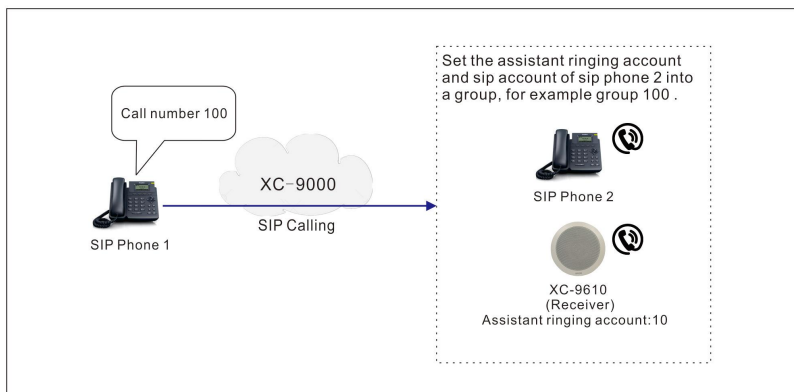 Set the assistant ringing account
and sip account of sip phone 2 into
a group, for example group 100 .
Call number 100
XC-9000
SIP Calling
SIP Phone 1
SIP Phone 2
XC-9610
(Receiver)
Assistant ringing account:10